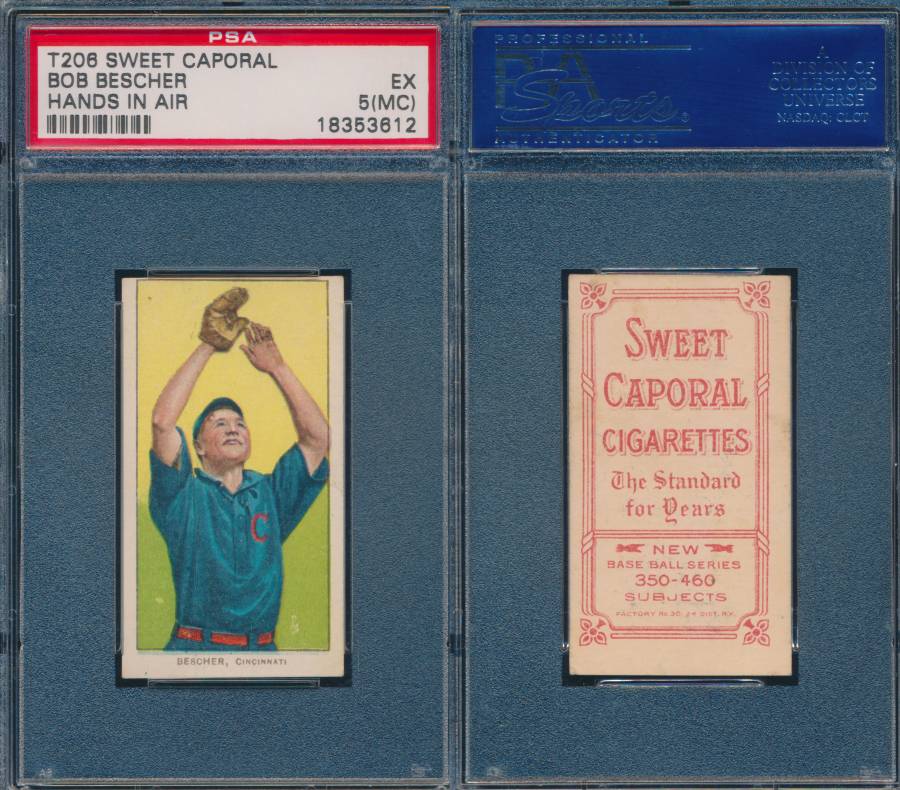 PSA
T206 SWEET CAPORAL
BOB BESCHER EX
HANDS IN AIR 5(MC)
18353612
C
BESCHER, CINCINNATI
PROFESSIONAL
PSA
Sports®
AUTHENTICATOR
A
DIVISION OF
COLLECTORS
UNIVERSE
NASDAQ: CLCT
SWEET
CAPORAL
CIGARETTES
The Standard
for Years
NEW
BASE BALL SERIES
350-460
SUBJECTS
FACTORY No. 30, 2d DIST. N.Y.